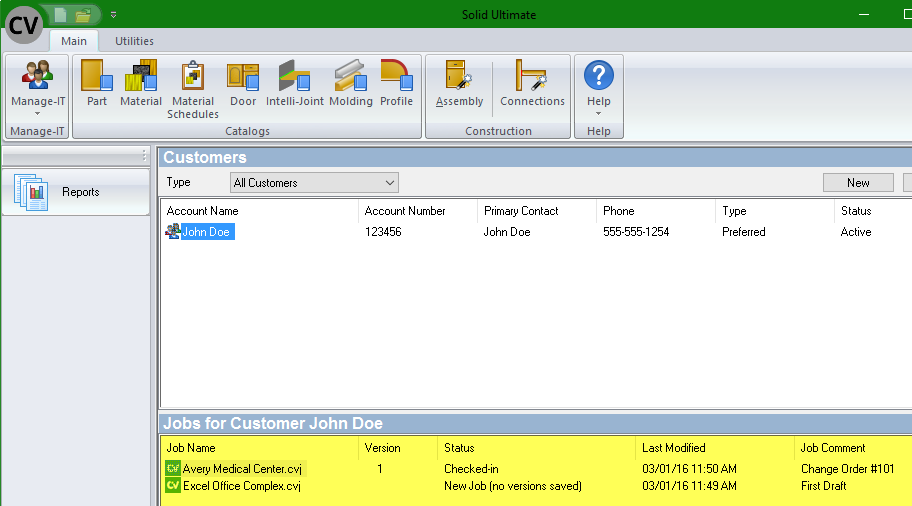 CV Solid Ultimate
Main Utilities
Manage-IT Part Material Material Schedules Door Intelli-Joint Molding Profile Assembly Connections Help
Manage-IT Catalogs Construction Help
Customers
Reports
Type All Customers New
Account Name Account Number Primary Contact Phone Type Status
John Doe 123456 John Doe 555-555-1254 Preferred Active
Jobs for Customer John Doe
Job Name Version Status Last Modified Job Comment
CV Avery Medical Center.cvj 1 Checked-in 03/01/16 11:50 AM Change Order #101
CV Excel Office Complex.cvj New Job (no versions saved) 03/01/16 11:49 AM First Draft